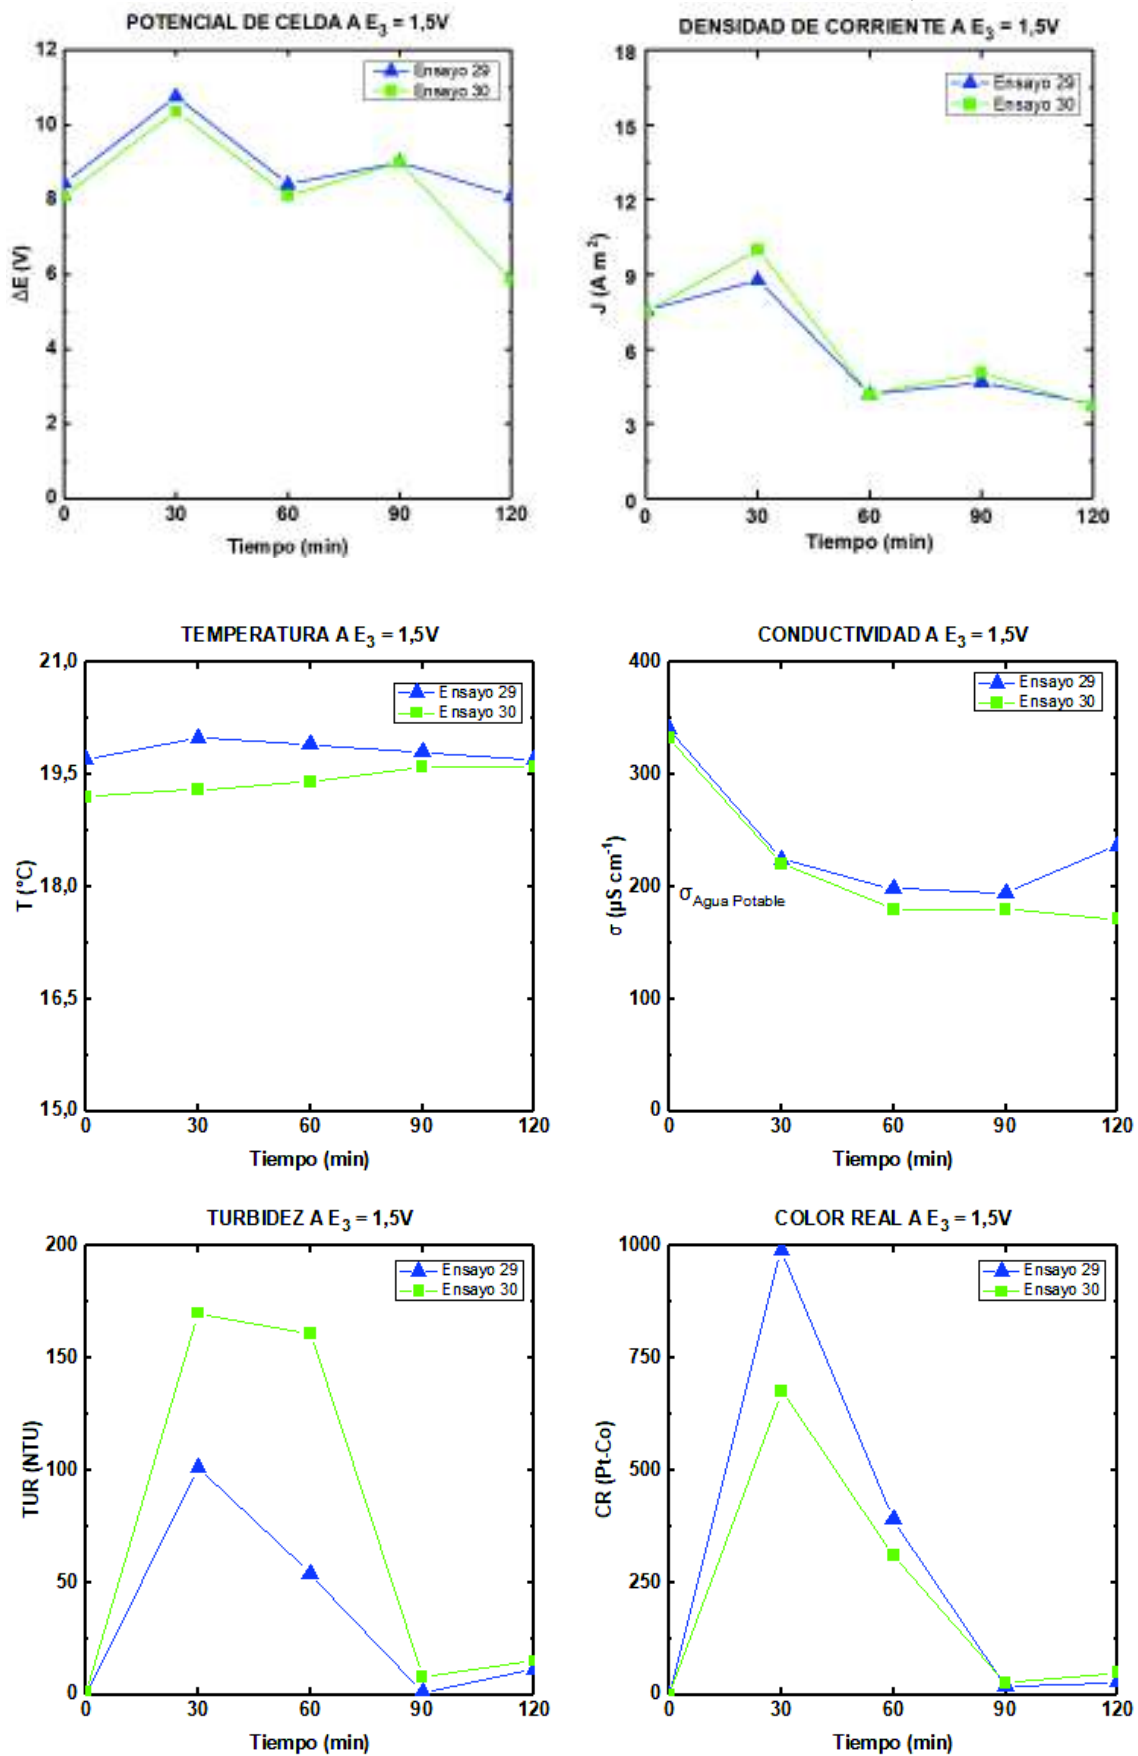 POTENCIAL DE CELDA A E3 = 1,5V
12
10
8
6
4
2
0
ΔE (V)
Ensayo 29
Ensayo 30
0 30 60 90 120
Tiempo (min)
DENSIDAD DE CORRIENTE A E3 = 1,5V
18
15
12
9
6
3
0
J (A m2)
Ensayo 29
Ensayo 30
0 30 60 90 120
Tiempo (min)
TEMPERATURA A E3 = 1,5V
21,0
19,5
18,0
16,5
15,0
T (°C)
Ensayo 29
Ensayo 30
0 30 60 90 120
Tiempo (min)
CONDUCTIVIDAD A E3 = 1,5V
400
300
200
100
0
σ (µS cm-1)
Ensayo 29
Ensayo 30
σAgua Potable
0 30 60 90 120
Tiempo (min)
TURBIDEZ A E3 = 1,5V
200
150
100
50
0
TUR (NTU)
Ensayo 29
Ensayo 30
0 30 60 90 120
Tiempo (min)
COLOR REAL A E3 = 1,5V
1000
750
500
250
0
CR (Pt-Co)
Ensayo 29
Ensayo 30
0 30 60 90 120
Tiempo (min)